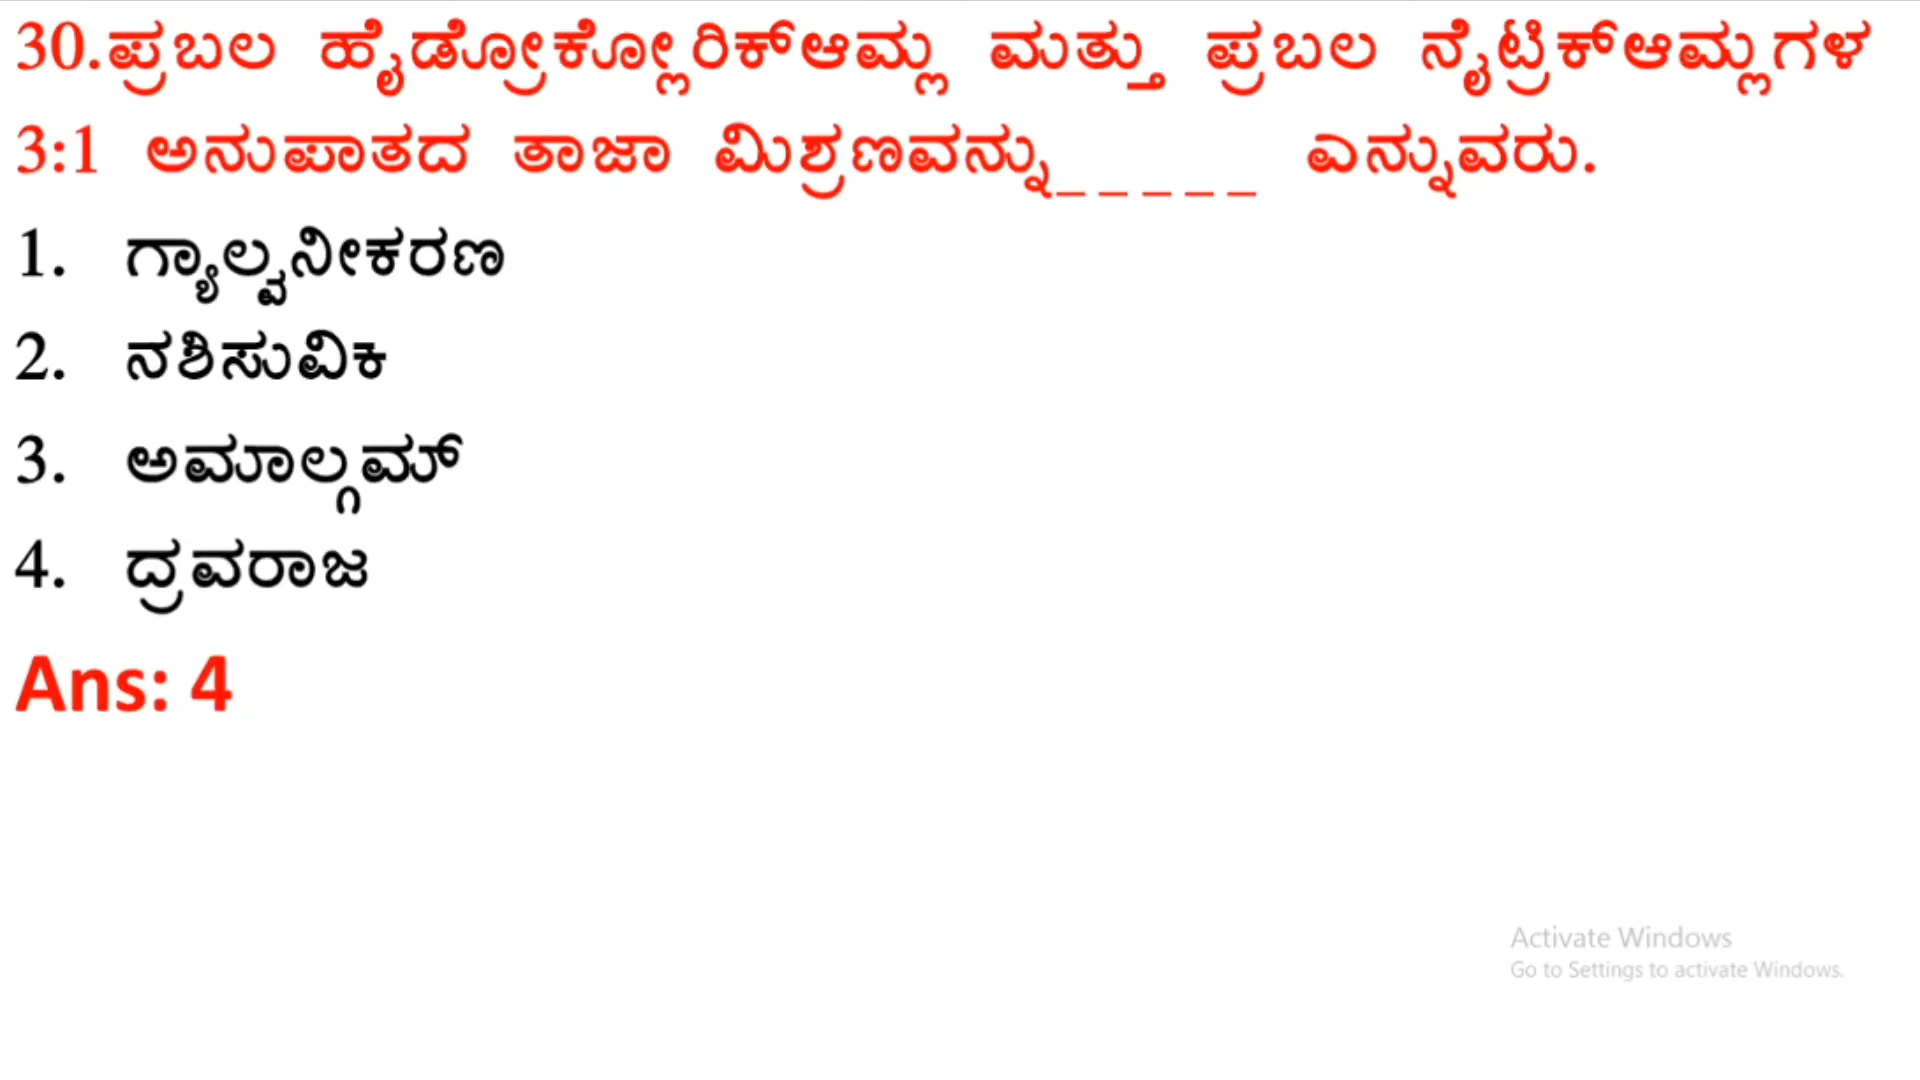 30.ಪ್ರಬಲ ಹೈಡ್ರೋಕ್ಲೋರಿಕ್ಆಮ್ಲ ಮತ್ತು ಪ್ರಬಲ ನೈಟ್ರಿಕ್ಆಮ್ಲಗಳ
3:1 ಅನುಪಾತದ ತಾಜಾ ಮಿಶ್ರಣವನ್ನು_ _ _ _ _ ಎನ್ನುವರು.
1. ಗ್ಯಾಲ್ವನೀಕರಣ
2. ನಶಿಸುವಿಕಿ
3. ಅಮಾಲ್ಗಮ್
4. ದ್ರವರಾಜ
Ans: 4
Activate Windows
Go to Settings to activate Windows.